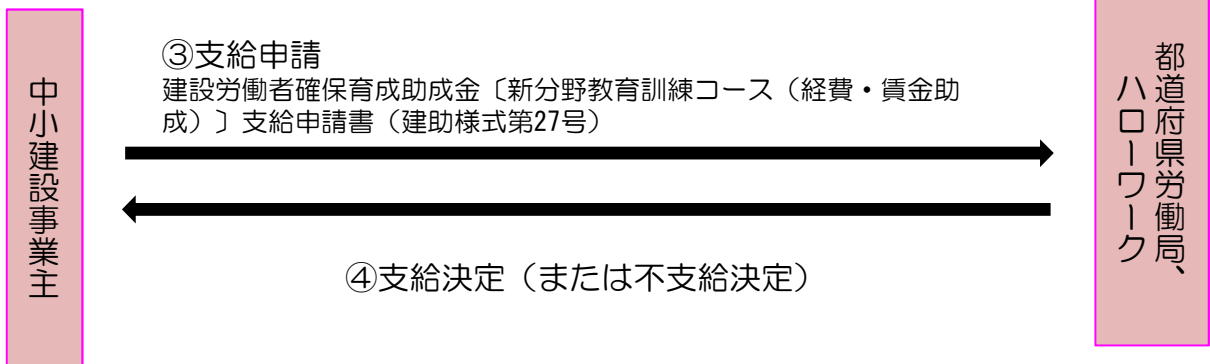 中小建設事業主
③支給申請
建設労働者確保育成助成金〔新分野教育訓練コース（経費・賃金助
成）〕支給申請書（建助様式第27号）
④支給決定（または不支給決定）
都道府県労働局、
ハローワーク